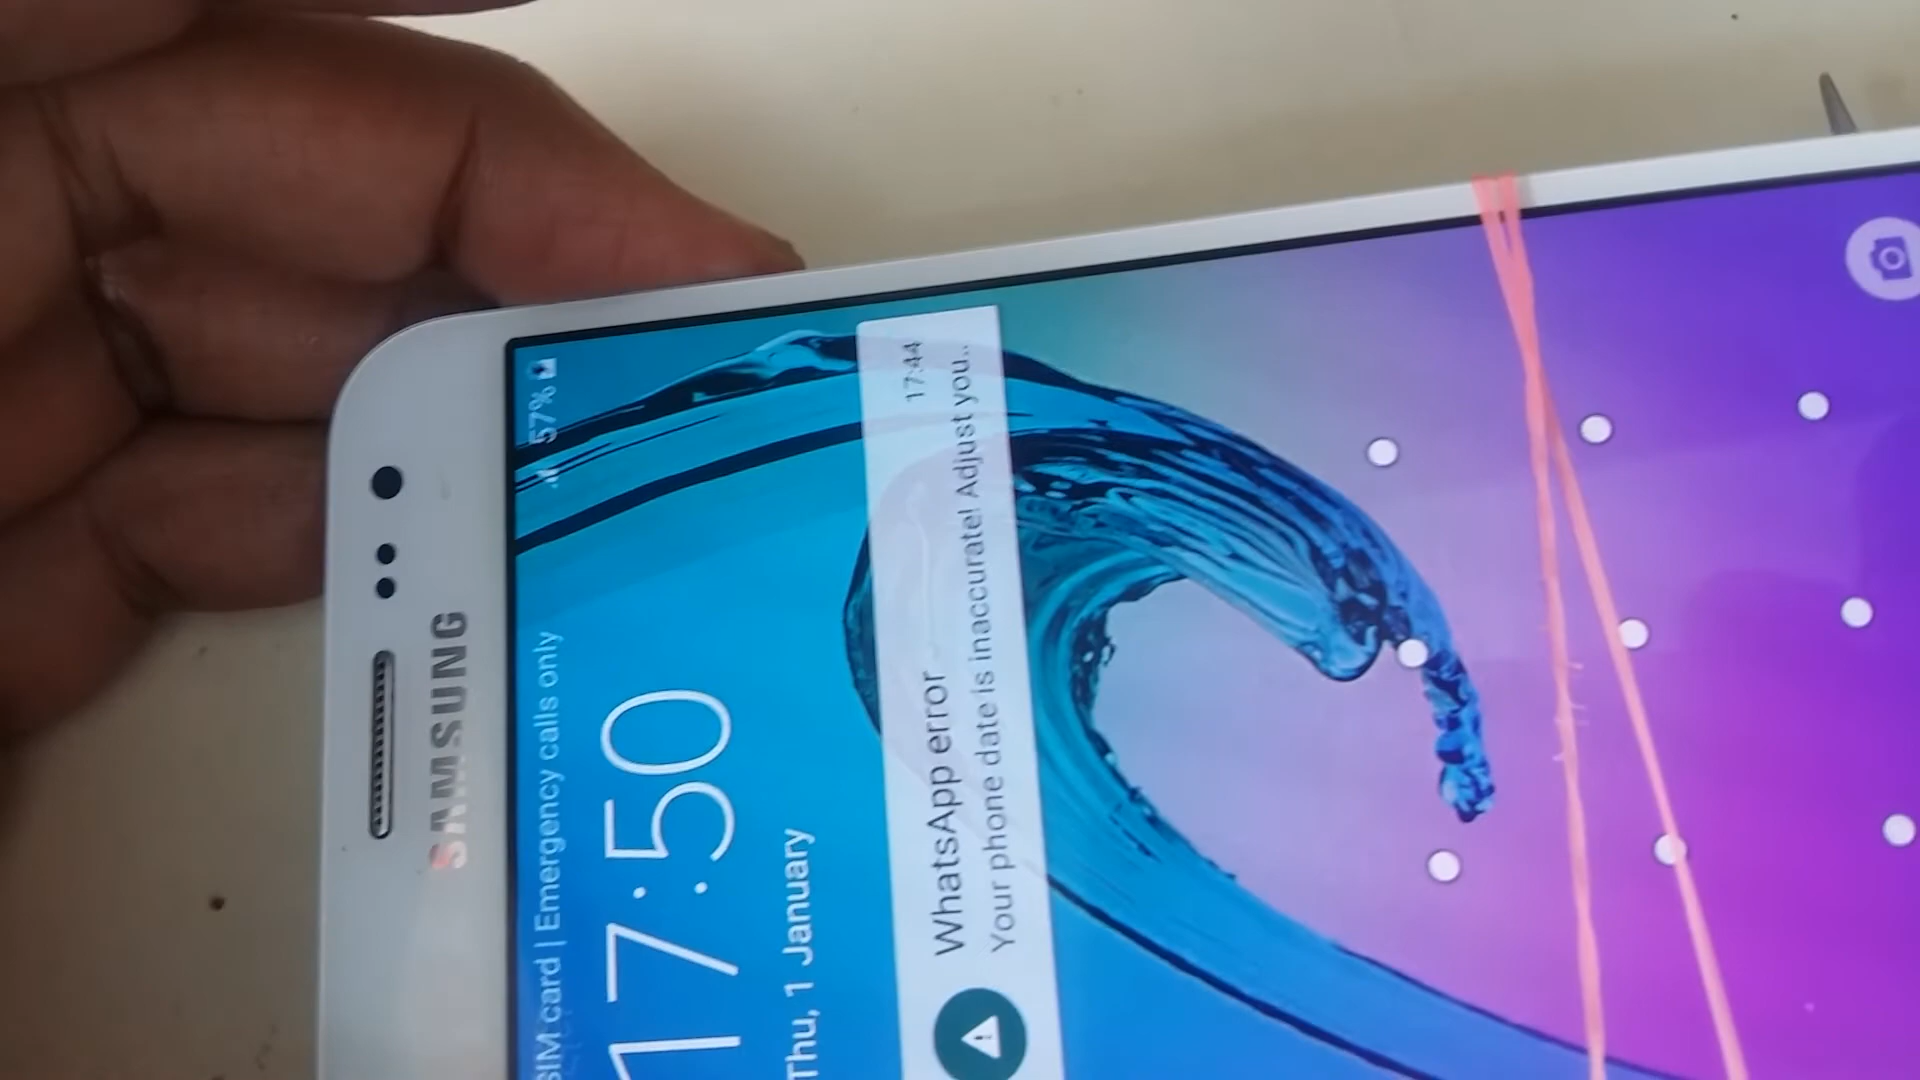 SAMSUNG
SIM card | Emergency calls only 57%
17:50
Thu, 1 January
WhatsApp error 17:44
Your phone date is inaccurate! Adjust you..